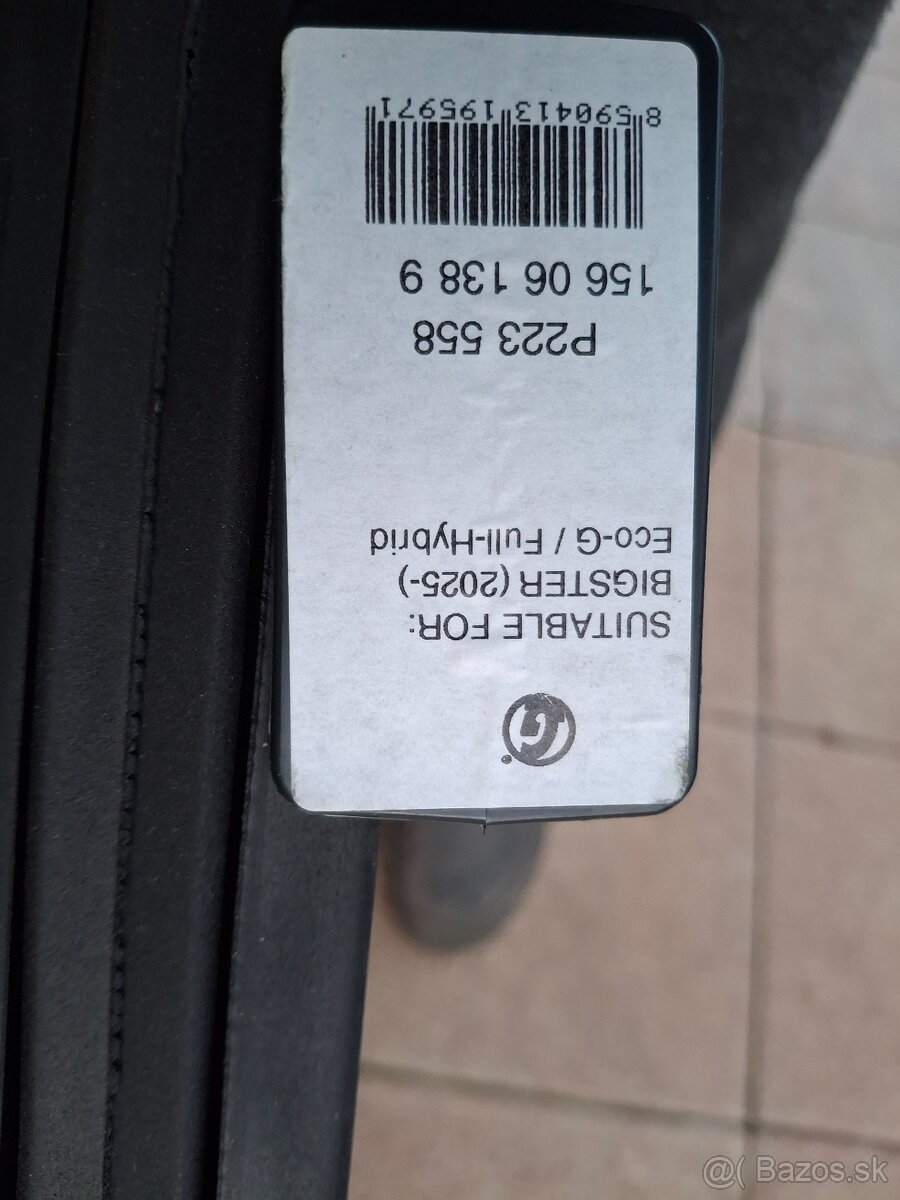 SUITABLE FOR:
BIGSTER (2025-)
Eco-G / Full-Hybrid
P223 558
156 06 138 9
8 590413 195971
@( Bazos.sk